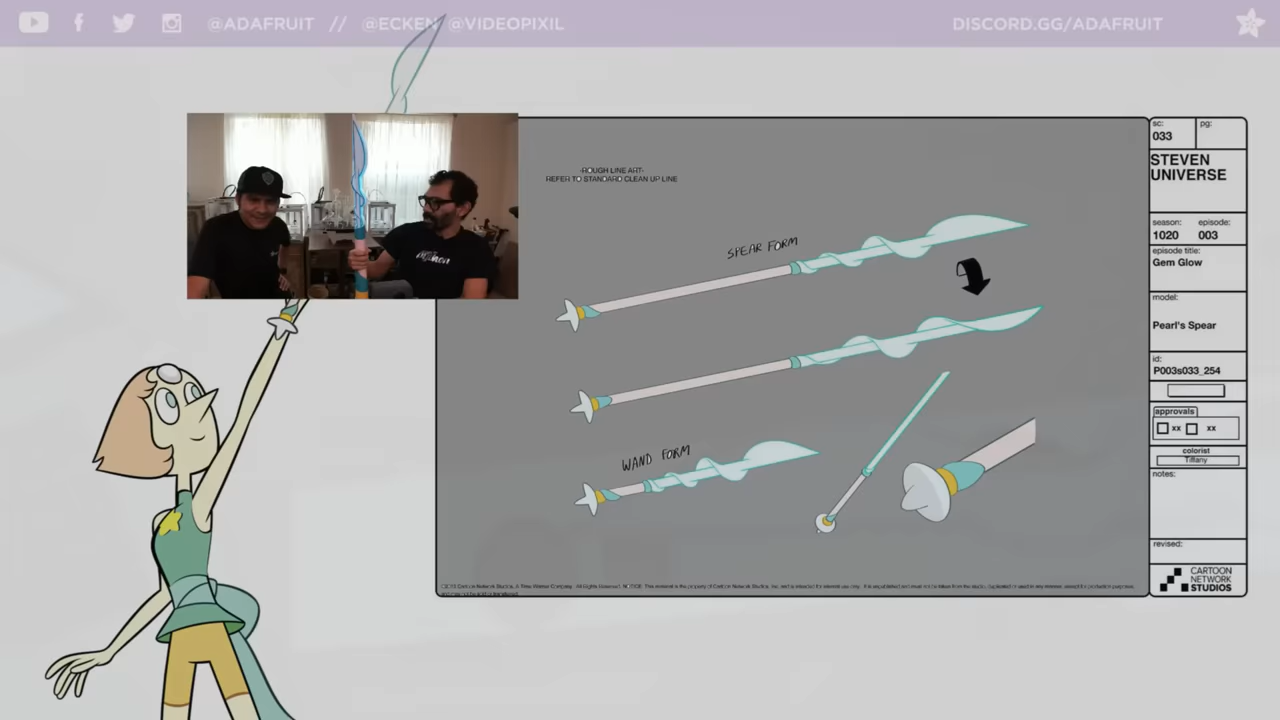 @ADAFRUIT // @ECKEN @VIDEOPIXIL
DISCORD.GG/ADAFRUIT
-ROUGH LINE ART-
REFER TO STANDARD CLEAN UP LINE
SPEAR FORM
WAND FORM
sc:
033
pg:
STEVEN
UNIVERSE
season:
1020
episode:
003
episode title:
Gem Glow
model:
Pearl's Spear
id:
P003s033_254
approvals
xx xx
colorist
Tiffany
notes:
revised:
CARTOON
NETWORK
STUDIOS